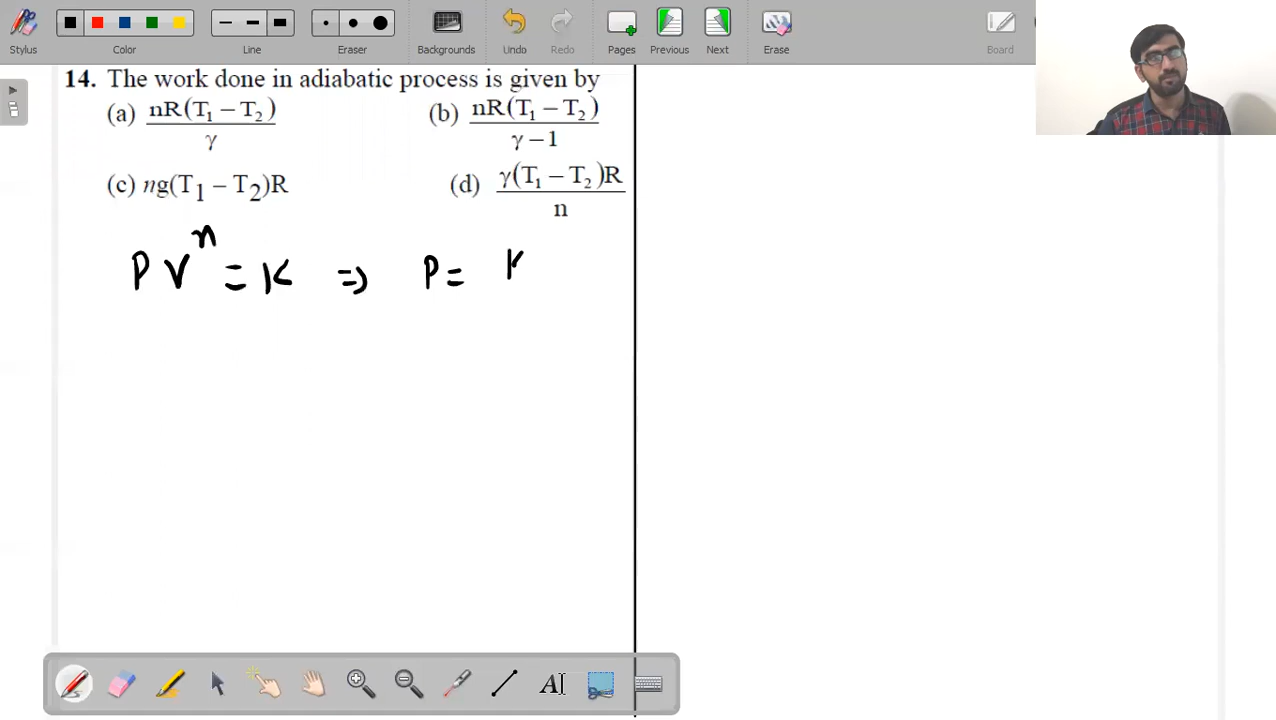 Stylus Color Line Eraser Backgrounds Undo Redo Pages Previous Next Erase Board
14. The work done in adiabatic process is given by
(a) nR(T₁ – T₂) / γ (b) nR(T₁ – T₂) / γ – 1
(c) ng(T₁ – T₂)R (d) γ(T₁ – T₂)R / n
PVⁿ = K ⇒ P = K